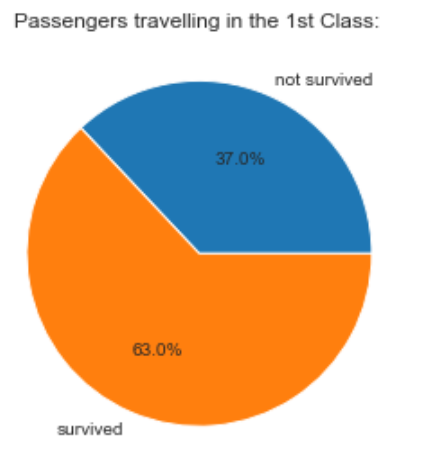 Passengers travelling in the 1st Class:
not survived
37.0%
63.0%
survived